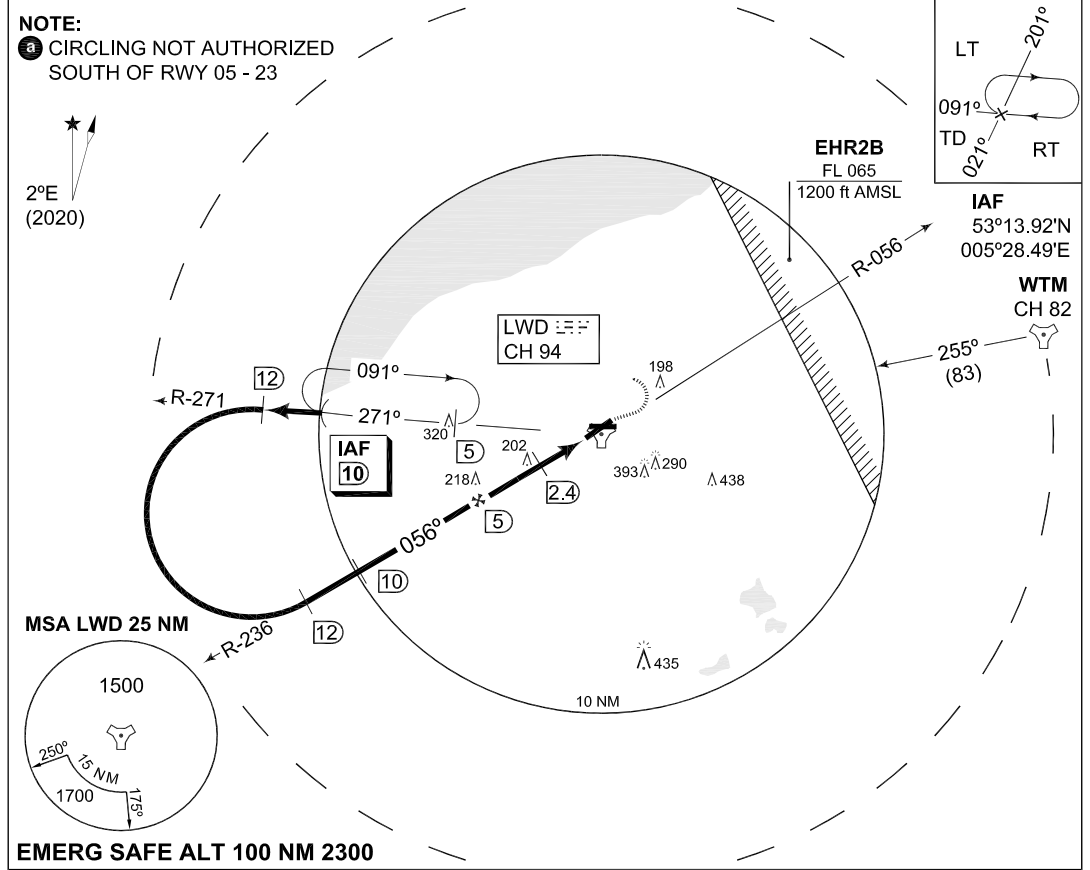 NOTE:
a CIRCLING NOT AUTHORIZED
SOUTH OF RWY 05 - 23
2ºE
(2020)
LT
201º
091º
TD
021º
RT
EHR2B
FL 065
1200 ft AMSL
IAF
53º13.92'N
005º28.49'E
R-056
WTM
CH 82
255º
(83)
LWD
CH 94
198
12
R-271
091º
271º
320
5
IAF
10
202
218
2.4
393
290
438
5
056º
10
12
R-236
435
10 NM
MSA LWD 25 NM
1500
250º
15 NM
1700
175º
EMERG SAFE ALT 100 NM 2300